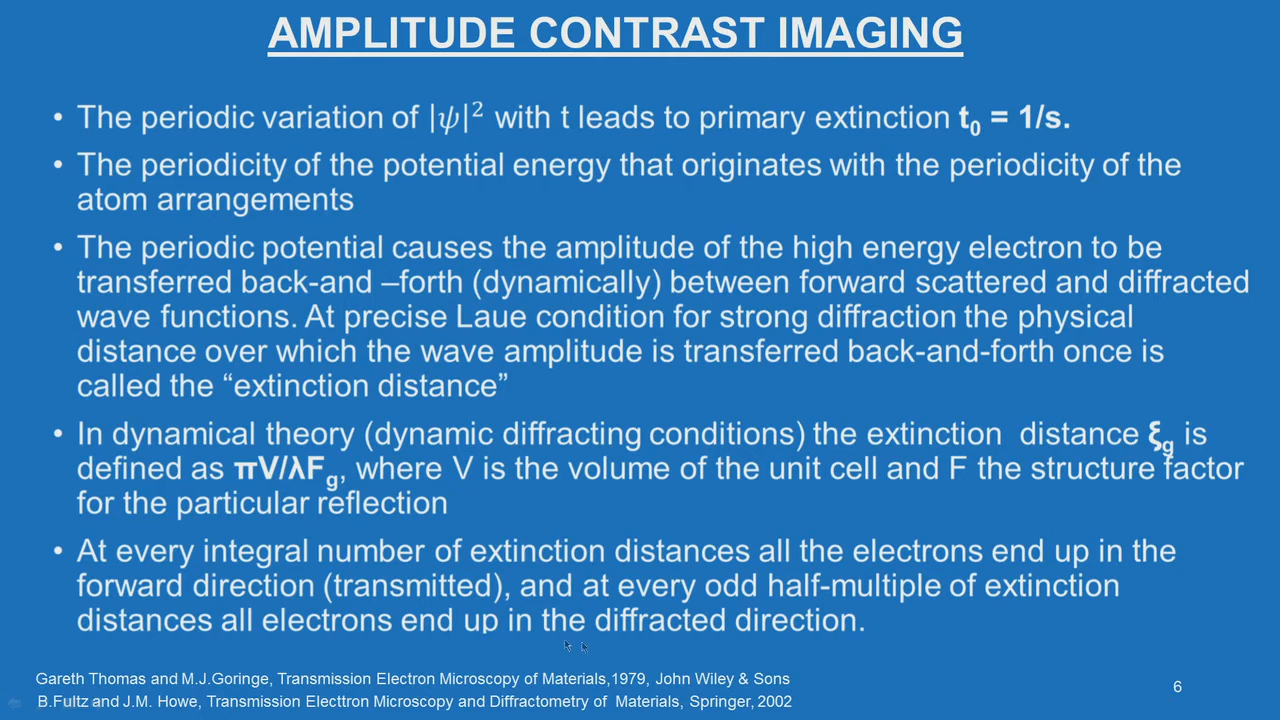 AMPLITUDE CONTRAST IMAGING
• The periodic variation of |ψ|² with t leads to primary extinction t₀ = 1/s.
• The periodicity of the potential energy that originates with the periodicity of the
atom arrangements
• The periodic potential causes the amplitude of the high energy electron to be
transferred back-and –forth (dynamically) between forward scattered and diffracted
wave functions. At precise Laue condition for strong diffraction the physical
distance over which the wave amplitude is transferred back-and-forth once is
called the “extinction distance”
• In dynamical theory (dynamic diffracting conditions) the extinction distance ξg is
defined as πV/λFg, where V is the volume of the unit cell and F the structure factor
for the particular reflection
• At every integral number of extinction distances all the electrons end up in the
forward direction (transmitted), and at every odd half-multiple of extinction
distances all electrons end up in the diffracted direction.
Gareth Thomas and M.J.Goringe, Transmission Electron Microscopy of Materials,1979, John Wiley & Sons
B.Fultz and J.M. Howe, Transmission Electtron Microscopy and Diffractometry of Materials, Springer, 2002
6